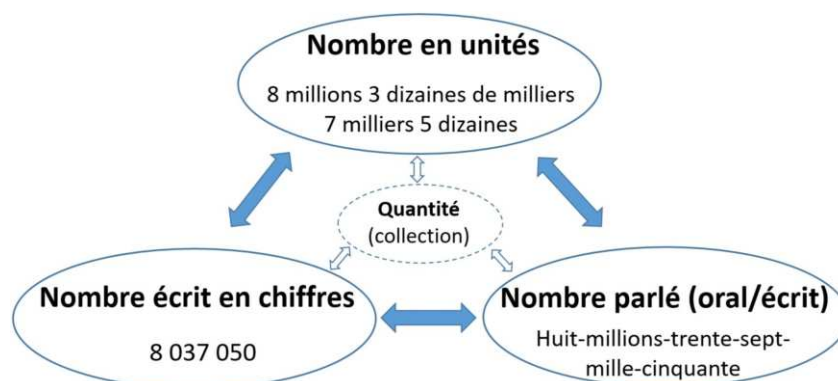 Nombre en unités
8 millions 3 dizaines de milliers
7 milliers 5 dizaines
Quantité
(collection)
Nombre écrit en chiffres
8 037 050
Nombre parlé (oral/écrit)
Huit-millions-trente-sept-
mille-cinquante